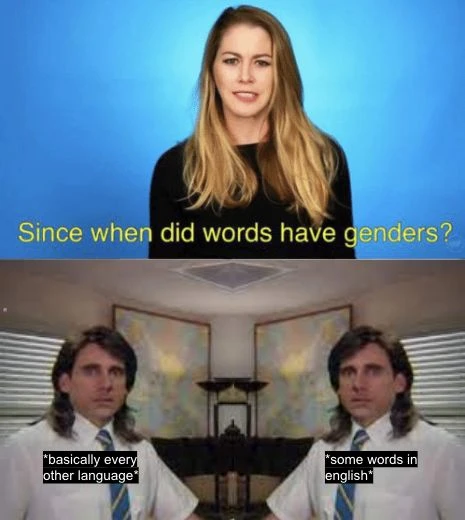 Since when did words have genders?
*basically every
other language*
*some words in
english*